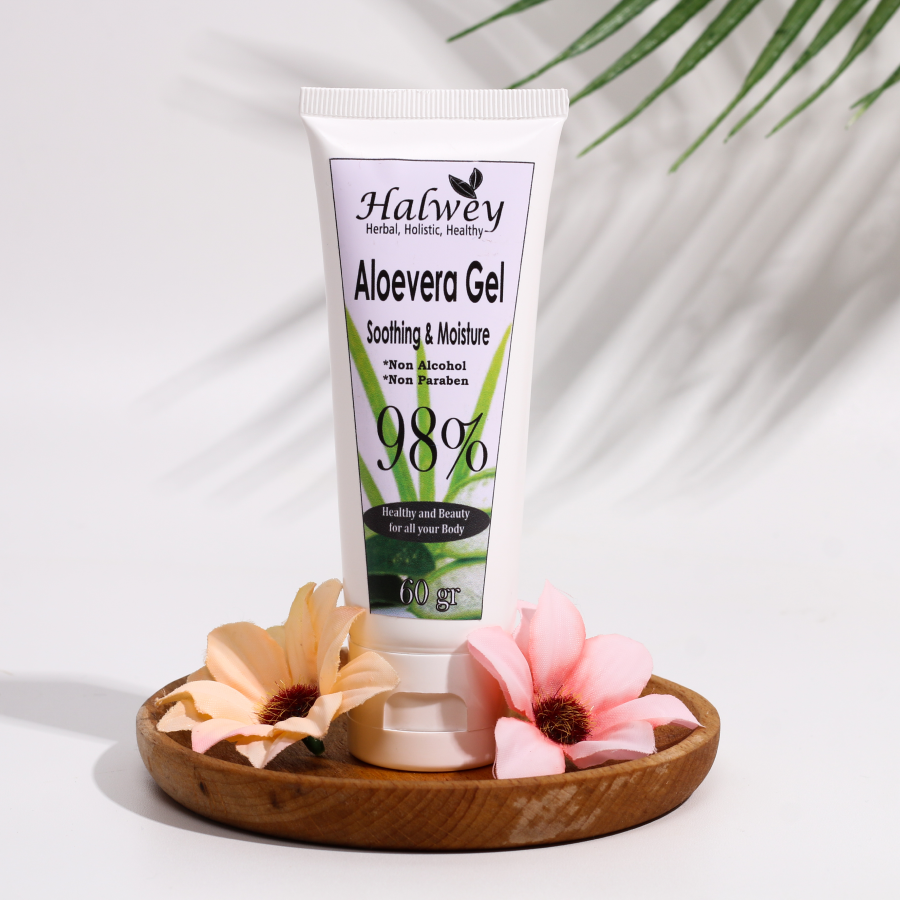 Halwey
Herbal, Holistic, Healthy
Aloevera Gel
Soothing & Moisture
*Non Alcohol
*Non Paraben
98%
Healthy and Beauty
for all your Body
60 gr